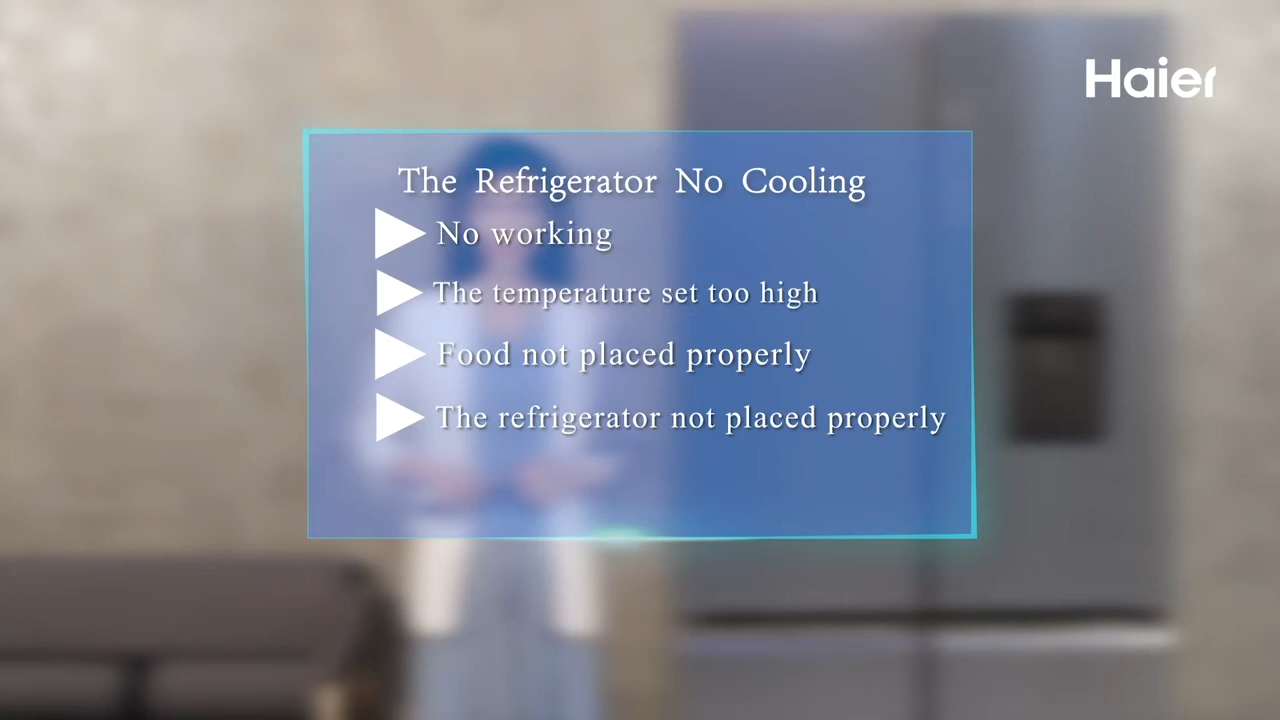 Haier
The Refrigerator No Cooling
No working
The temperature set too high
Food not placed properly
The refrigerator not placed properly